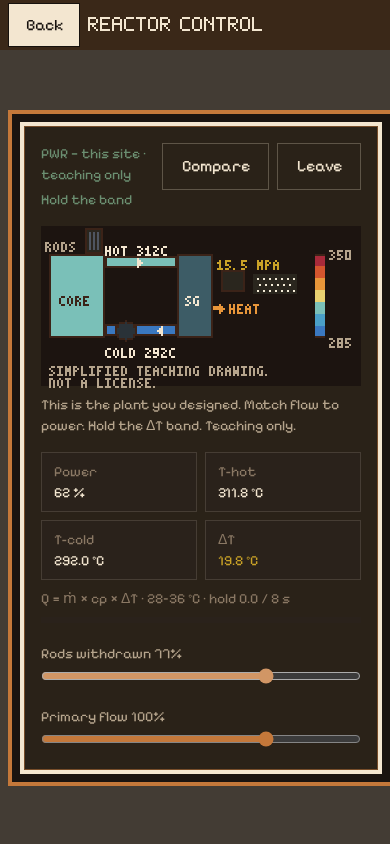 Back
REACTOR CONTROL
PWR - this site ·
teaching only
Hold the band
Compare
Leave
RODS
HOT 312C
15.5 MPA
350
CORE
SG
HEAT
285
COLD 292C
SIMPLIFIED TEACHING DRAWING.
NOT A LICENSE.
This is the plant you designed. Match flow to
power. Hold the ΔT band. Teaching only.
Power
62 %
T-hot
311.8 °C
T-cold
292.0 °C
ΔT
19.8 °C
Q = ṁ × cp × ΔT · 28-36 °C · hold 0.0 / 8 s
Rods withdrawn 77%
Primary flow 100%